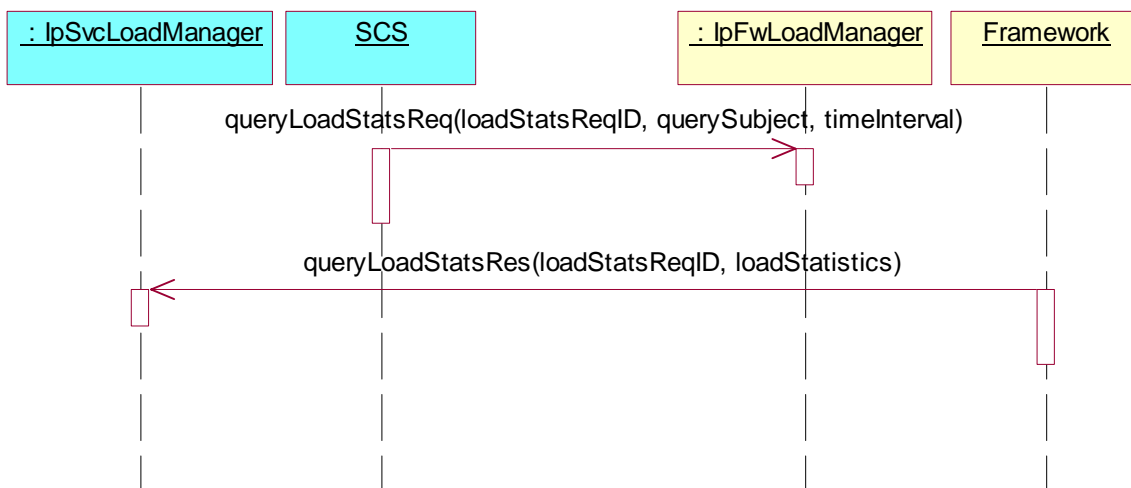 : IpSvcLoadManager
SCS
: IpFwLoadManager
Framework
queryLoadStatsReq(loadStatsReqID, querySubject, timeInterval)
queryLoadStatsRes(loadStatsReqID, loadStatistics)